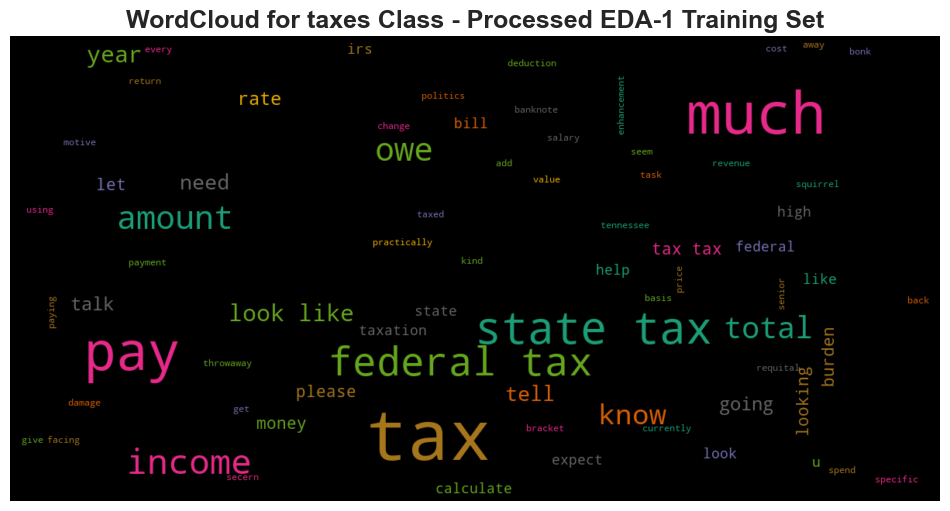 WordCloud for taxes Class - Processed EDA-1 Training Set
every
irs
cost
away
bonk
year
deduction
return
rate
politics
enhancement
much
banknote
change
bill
salary
motive
owe
seem
add
revenue
let
need
value
task
squirrel
using
amount
taxed
high
tennessee
practically
tax tax
federal
payment
kind
help
price
like
senior
paying
talk
look like
state
basis
back
taxation
state tax
total
throwaway
federal tax
requital
burden
damage
please
tell
looking
get
know
going
money
tax
bracket
currently
give
facing
income
secern
expect
look
u
spend
specific
calculate